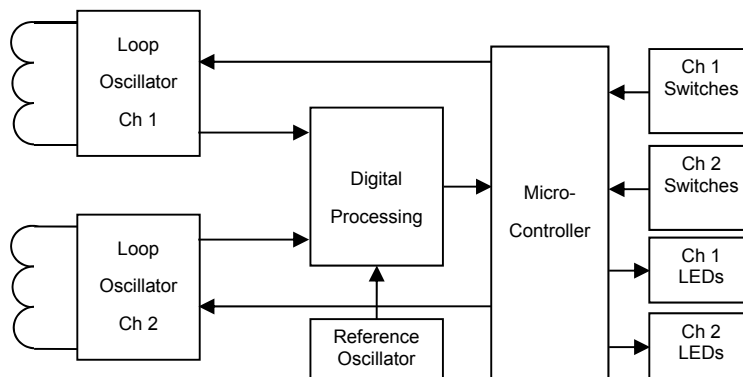 Loop
Oscillator
Ch 1
Loop
Oscillator
Ch 2
Digital
Processing
Reference
Oscillator
Micro-
Controller
Ch 1
Switches
Ch 2
Switches
Ch 1
LEDs
Ch 2
LEDs